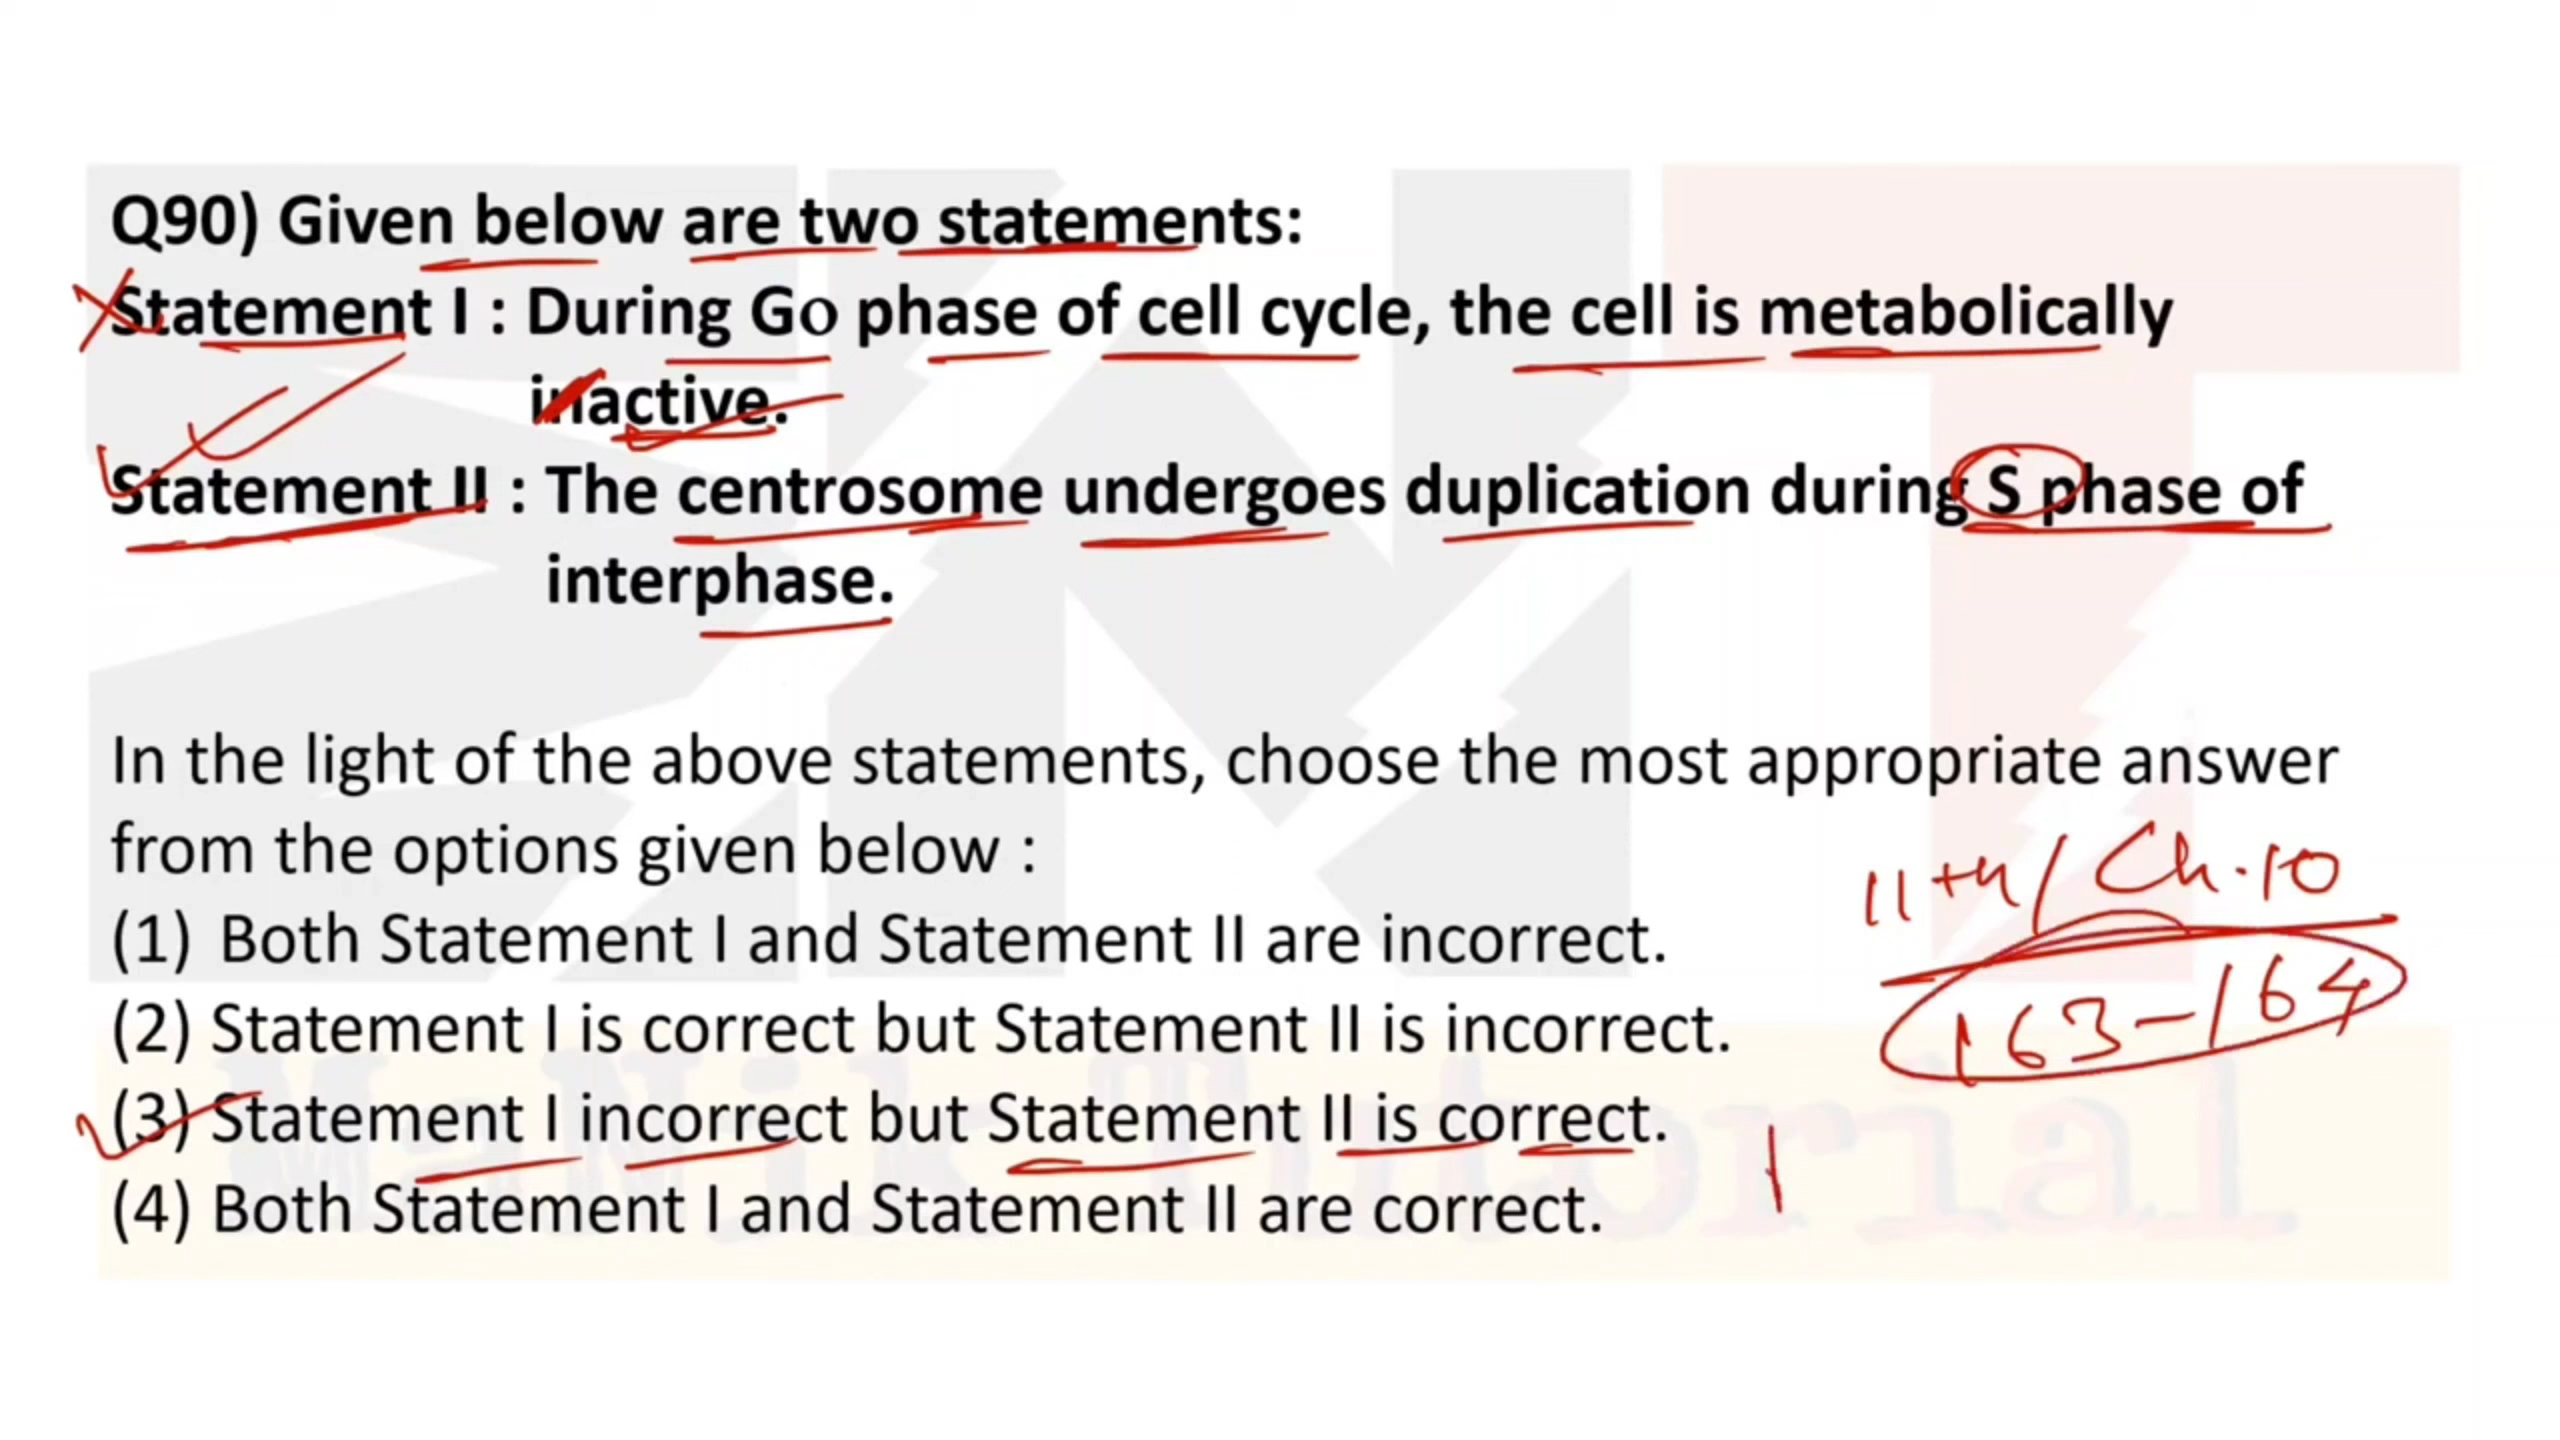 Q90) Given below are two statements:
Statement I : During Go phase of cell cycle, the cell is metabolically
inactive.
Statement II : The centrosome undergoes duplication during S phase of
interphase.
In the light of the above statements, choose the most appropriate answer
from the options given below :
(1) Both Statement I and Statement II are incorrect.
(2) Statement I is correct but Statement II is incorrect.
(3) Statement I incorrect but Statement II is correct.
(4) Both Statement I and Statement II are correct.
11th/Ch.10
163-164
MaNik Tutorial